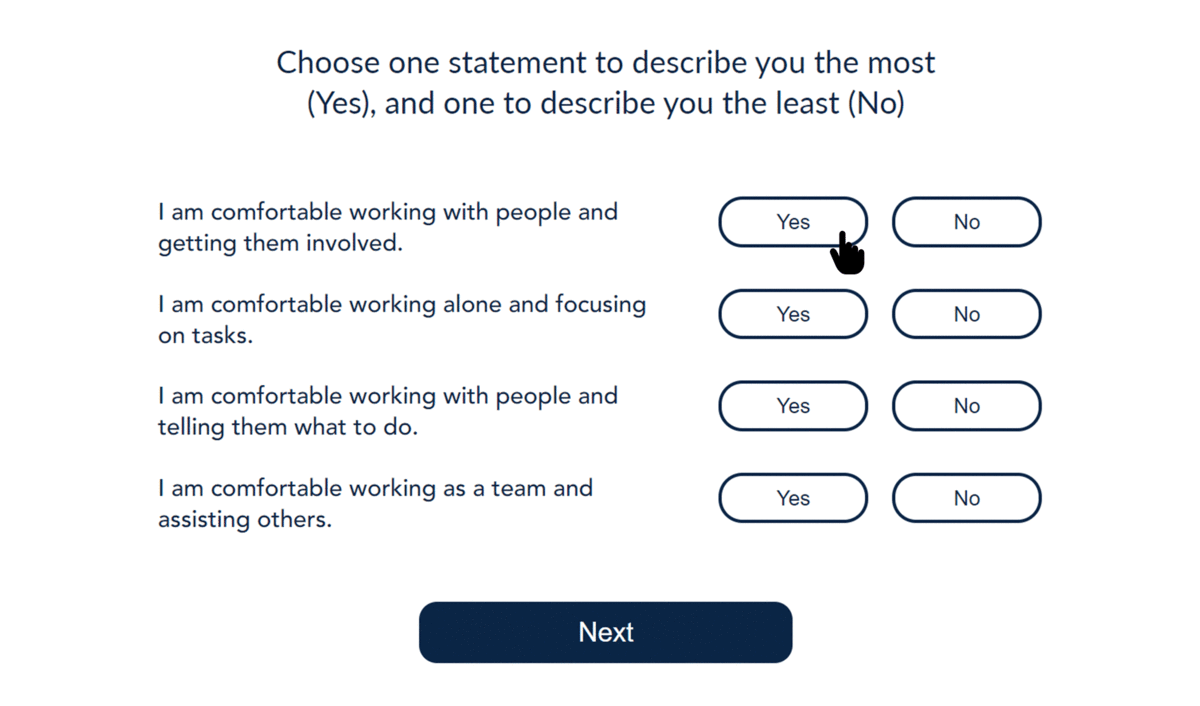 Choose one statement to describe you the most
(Yes), and one to describe you the least (No)
I am comfortable working with people and
getting them involved.
Yes
No
I am comfortable working alone and focusing
on tasks.
Yes
No
I am comfortable working with people and
telling them what to do.
Yes
No
I am comfortable working as a team and
assisting others.
Yes
No
Next